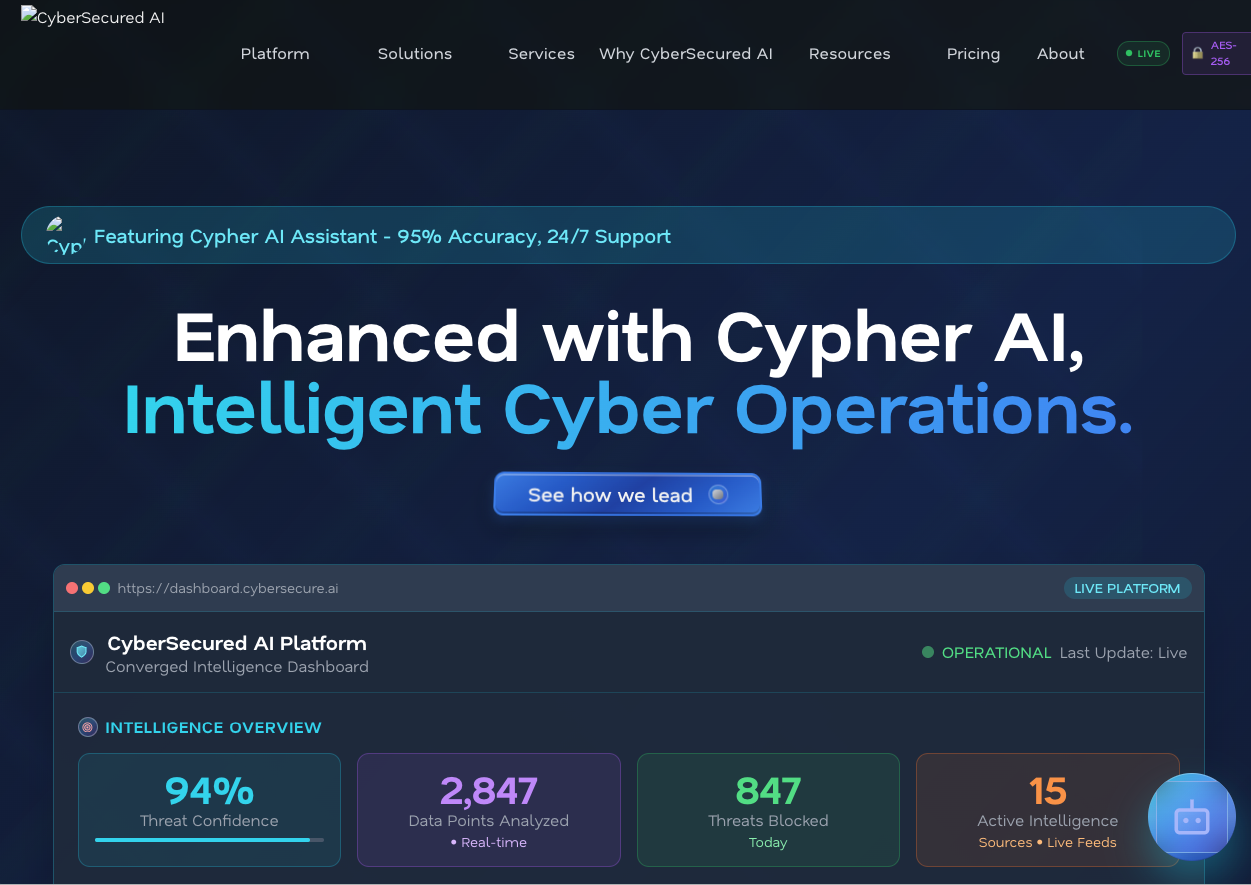 CyberSecured AI
Platform Solutions Services Why CyberSecured AI Resources Pricing About LIVE AES-
256
Featuring Cypher AI Assistant - 95% Accuracy, 24/7 Support
Cyp
Enhanced with Cypher AI,
Intelligent Cyber Operations.
See how we lead
https://dashboard.cybersecure.ai LIVE PLATFORM
CyberSecured AI Platform
Converged Intelligence Dashboard
OPERATIONAL Last Update: Live
INTELLIGENCE OVERVIEW
94%
Threat Confidence
2,847
Data Points Analyzed
• Real-time
847
Threats Blocked
Today
15
Active Intelligence
Sources • Live Feeds